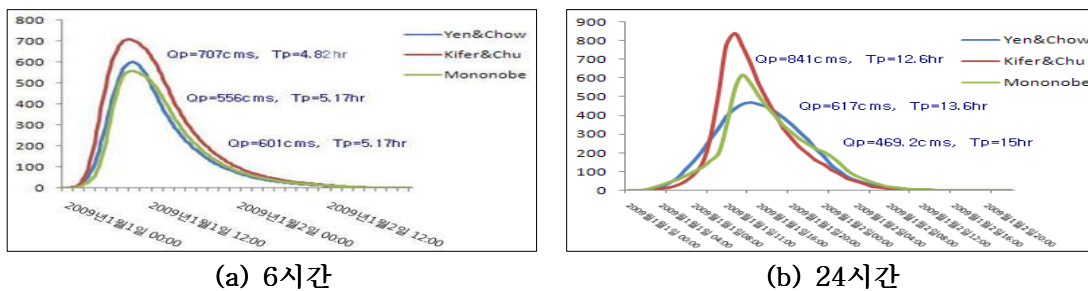 800
700
600
500
400
300
200
100
0
Yen&Chow
Kifer&Chu
Mononobe
Qp=707cms, Tp=4.82hr
Qp=556cms, Tp=5.17hr
Qp=601cms, Tp=5.17hr
2009년1월1일 00:00
2009년1월1일 12:00
2009년1월2일 00:00
2009년1월2일 12:00
(a) 6시간
900
800
700
600
500
400
300
200
100
0
Yen&Chow
Kifer&Chu
Mononobe
Qp=841cms, Tp=12.6hr
Qp=617cms, Tp=13.6hr
Qp=469.2cms, Tp=15hr
(b) 24시간